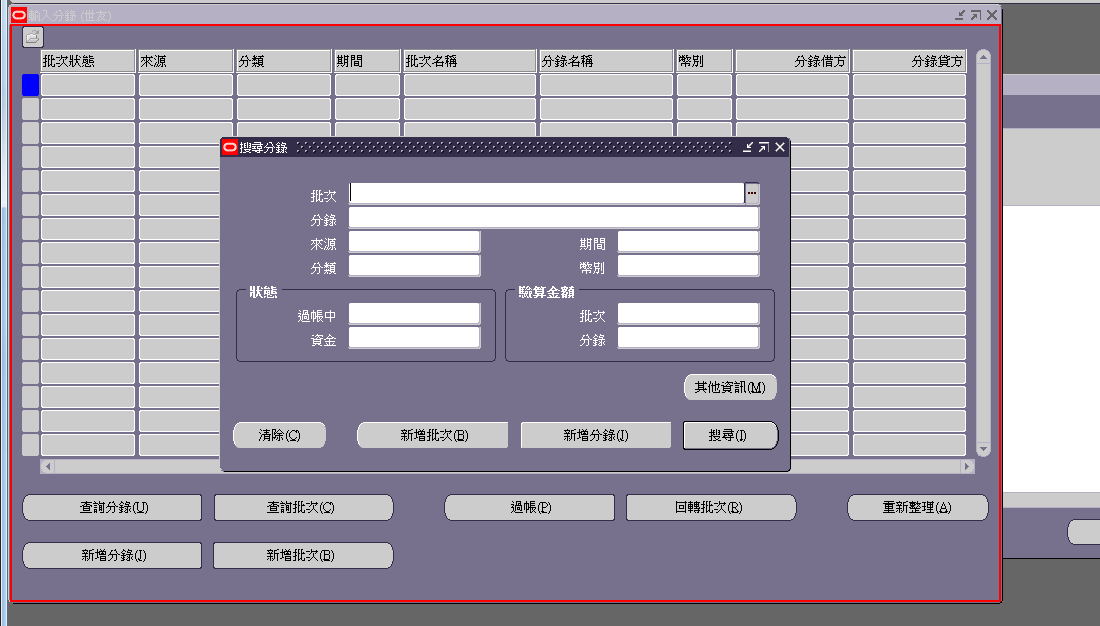 輸入分錄 (世友)
批次狀態 來源 分類 期間 批次名稱 分錄名稱 幣別 分錄借方 分錄貸方
搜尋分錄
批次
分錄
來源 期間
分類 幣別
狀態 驗算金額
過帳中 批次
資金 分錄
其他資訊(M)
清除(C) 新增批次(B) 新增分錄(J) 搜尋(I)
查詢分錄(U) 查詢批次(C) 過帳(P) 回轉批次(R) 重新整理(A)
新增分錄(J) 新增批次(B)